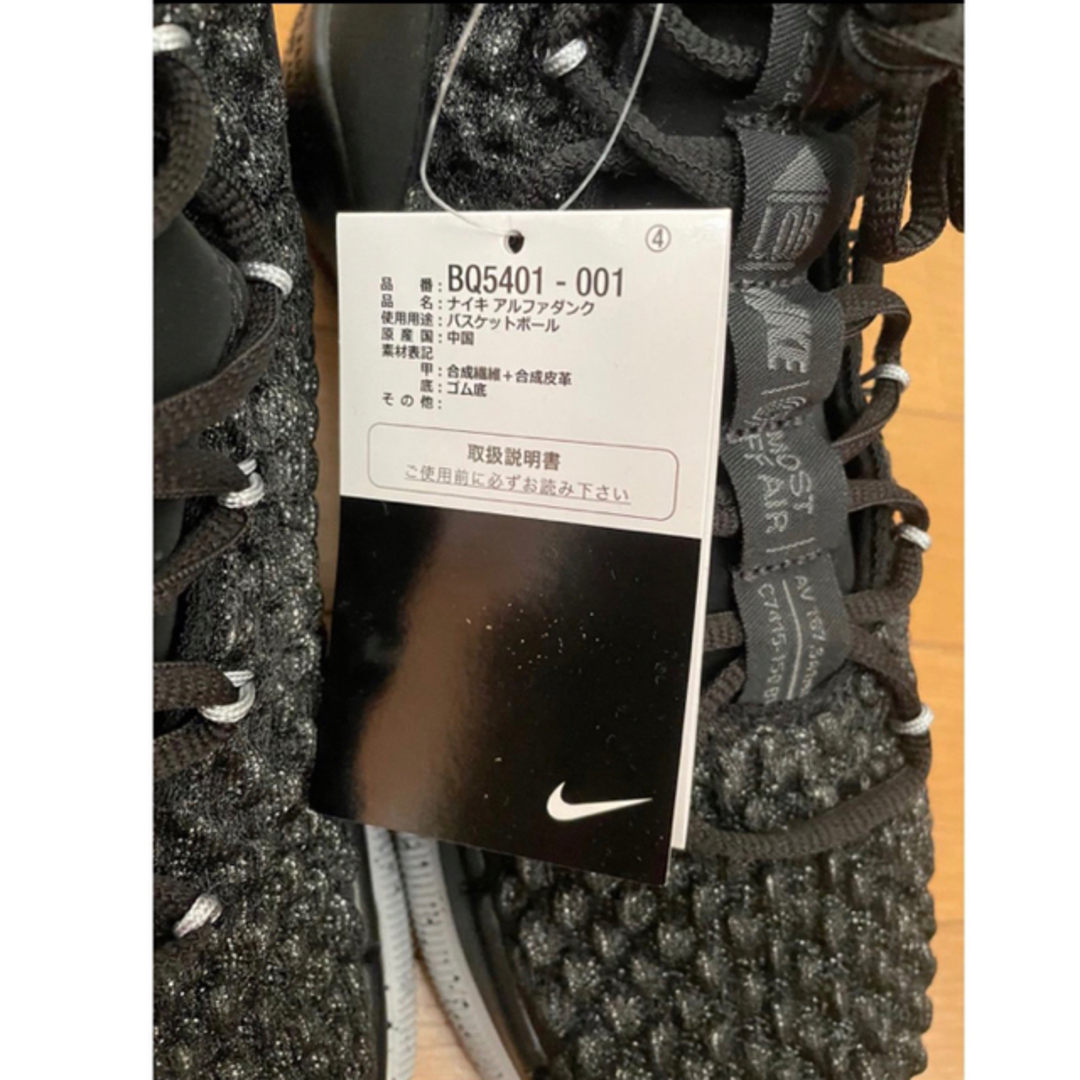 ④
品番:BQ5401-001
品名:ナイキ アルファダンク
使用用途:バスケットボール
原産国:中国
素材表記
甲:合成繊維+合成皮革
底:ゴム底
その他:
取扱説明書
ご使用前に必ずお読み下さい
NIKE
MOST
AIR